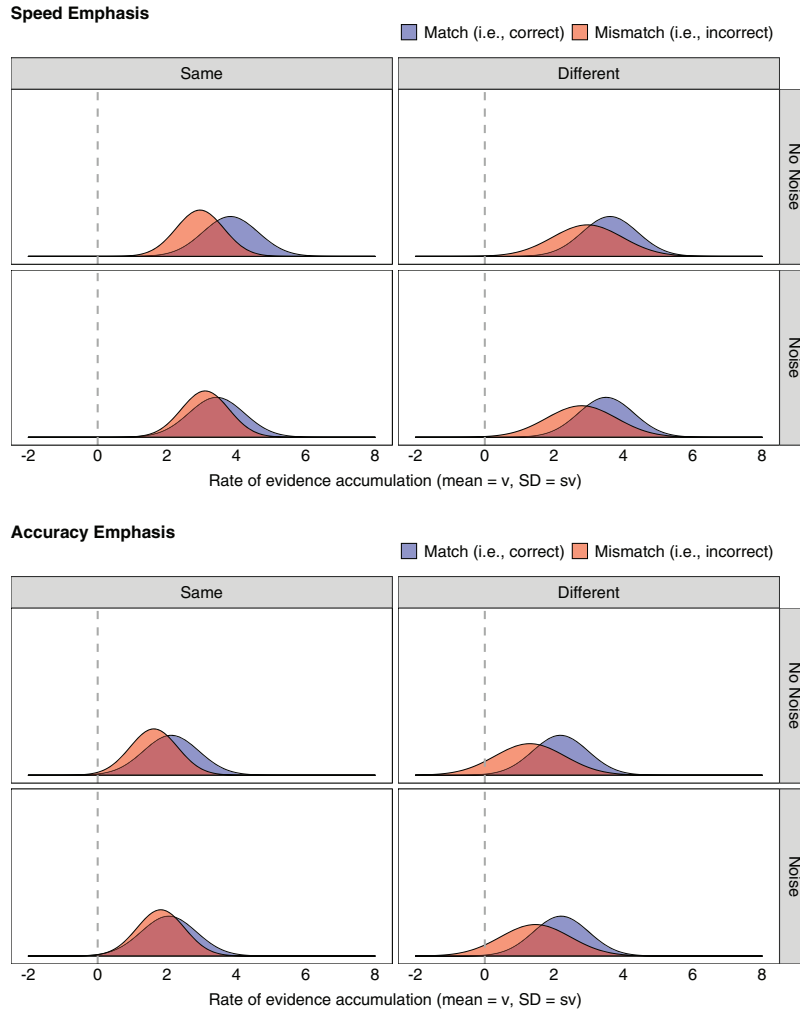 Speed Emphasis
Match (i.e., correct) Mismatch (i.e., incorrect)
Same Different
No Noise
Noise
-2 0 2 4 6 8 -2 0 2 4 6 8
Rate of evidence accumulation (mean = v, SD = sv)
Accuracy Emphasis
Match (i.e., correct) Mismatch (i.e., incorrect)
Same Different
No Noise
Noise
-2 0 2 4 6 8 -2 0 2 4 6 8
Rate of evidence accumulation (mean = v, SD = sv)